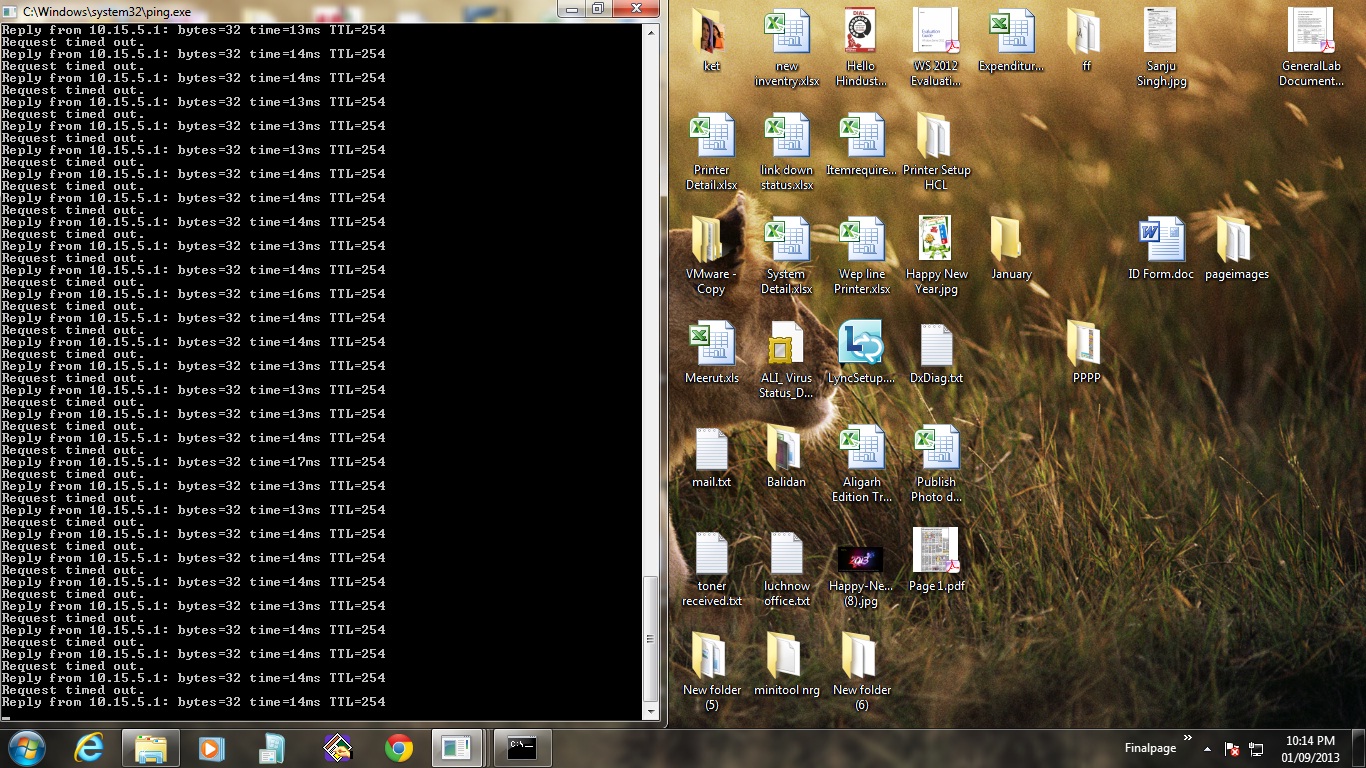 C:\Windows\system32\ping.exe
Reply from 10.15.5.1: bytes=32 time=13ms TTL=254
Request timed out.
Reply from 10.15.5.1: bytes=32 time=14ms TTL=254
Request timed out.
Reply from 10.15.5.1: bytes=32 time=14ms TTL=254
Request timed out.
Reply from 10.15.5.1: bytes=32 time=13ms TTL=254
Request timed out.
Reply from 10.15.5.1: bytes=32 time=13ms TTL=254
Request timed out.
Reply from 10.15.5.1: bytes=32 time=13ms TTL=254
Request timed out.
Reply from 10.15.5.1: bytes=32 time=14ms TTL=254
Request timed out.
Reply from 10.15.5.1: bytes=32 time=14ms TTL=254
Request timed out.
Reply from 10.15.5.1: bytes=32 time=14ms TTL=254
Request timed out.
Reply from 10.15.5.1: bytes=32 time=13ms TTL=254
Request timed out.
Reply from 10.15.5.1: bytes=32 time=14ms TTL=254
Request timed out.
Reply from 10.15.5.1: bytes=32 time=16ms TTL=254
Request timed out.
Reply from 10.15.5.1: bytes=32 time=14ms TTL=254
Request timed out.
Reply from 10.15.5.1: bytes=32 time=14ms TTL=254
Request timed out.
Reply from 10.15.5.1: bytes=32 time=13ms TTL=254
Request timed out.
Reply from 10.15.5.1: bytes=32 time=13ms TTL=254
Request timed out.
Reply from 10.15.5.1: bytes=32 time=13ms TTL=254
Request timed out.
Reply from 10.15.5.1: bytes=32 time=14ms TTL=254
Request timed out.
Reply from 10.15.5.1: bytes=32 time=17ms TTL=254
Request timed out.
Reply from 10.15.5.1: bytes=32 time=13ms TTL=254
Request timed out.
Reply from 10.15.5.1: bytes=32 time=13ms TTL=254
Request timed out.
Reply from 10.15.5.1: bytes=32 time=14ms TTL=254
Request timed out.
Reply from 10.15.5.1: bytes=32 time=14ms TTL=254
Request timed out.
Reply from 10.15.5.1: bytes=32 time=14ms TTL=254
Request timed out.
Reply from 10.15.5.1: bytes=32 time=13ms TTL=254
Request timed out.
Reply from 10.15.5.1: bytes=32 time=14ms TTL=254
Request timed out.
Reply from 10.15.5.1: bytes=32 time=14ms TTL=254
Request timed out.
Reply from 10.15.5.1: bytes=32 time=14ms TTL=254
Request timed out.
Reply from 10.15.5.1: bytes=32 time=14ms TTL=254
ket
new
inventry.xlsx
Hello
Hindust...
WS 2012
Evaluati...
Expenditur...
ff
Sanju
Singh.jpg
GeneralLab
Document...
Printer
Detail.xlsx
link down
status.xlsx
Itemrequire...
Printer Setup
HCL
VMware -
Copy
System
Detail.xlsx
Wep line
Printer.xlsx
Happy New
Year.jpg
January
ID Form.doc
pageimages
Meerut.xls
ALI_ Virus
Status_D...
LyncSetup....
DxDiag.txt
PPPP
mail.txt
Balidan
Aligarh
Edition Tr...
Publish
Photo d...
toner
received.txt
luchnow
office.txt
Happy-Ne...
(8).jpg
Page 1.pdf
New folder
(5)
minitool nrg
New folder
(6)
Finalpage
10:14 PM
01/09/2013